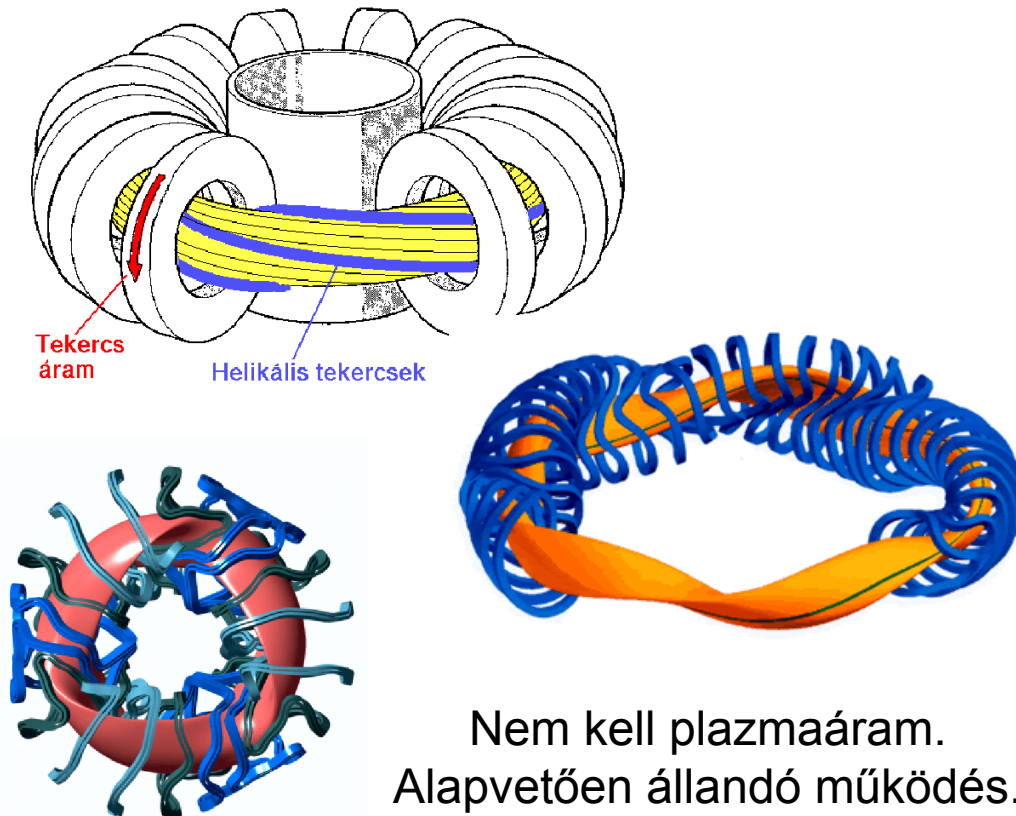 Tekercs
áram
Helikális tekercsek
Nem kell plazmaáram.
Alapvetően állandó működés.